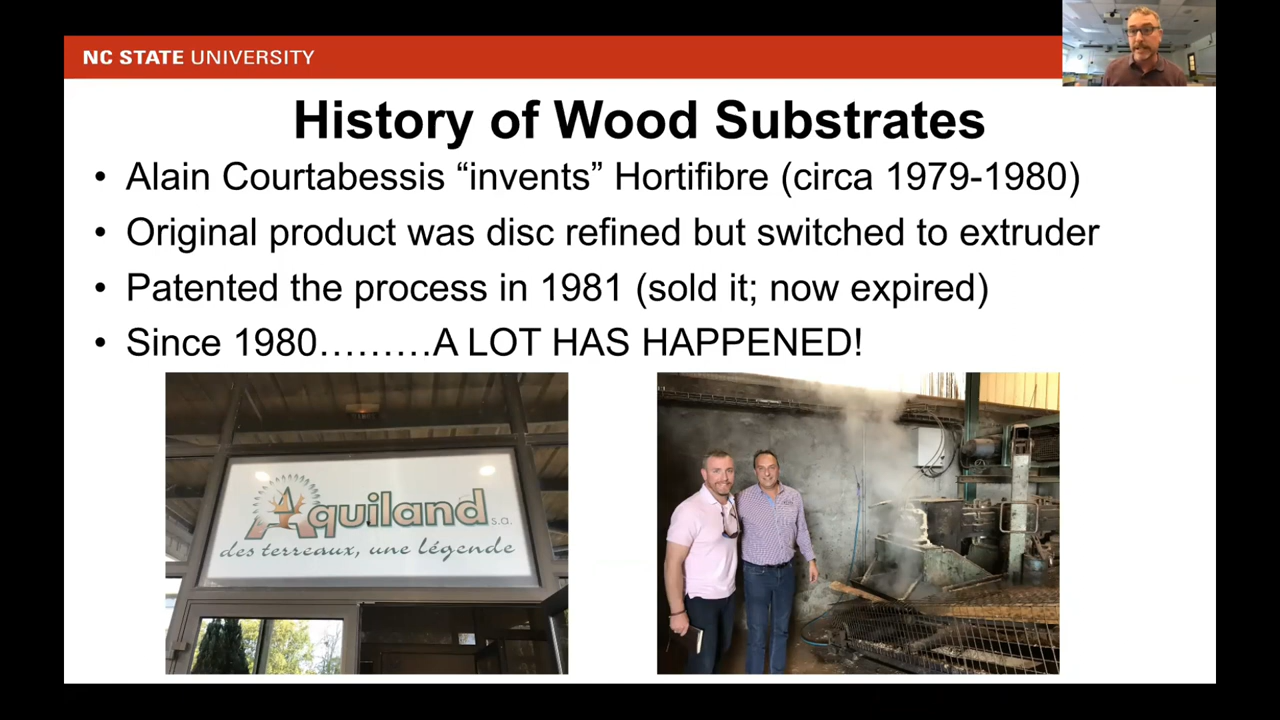 NC STATE UNIVERSITY
History of Wood Substrates
• Alain Courtabessis “invents” Hortifibre (circa 1979-1980)
• Original product was disc refined but switched to extruder
• Patented the process in 1981 (sold it; now expired)
• Since 1980………A LOT HAS HAPPENED!
Aquiland s.a.
des terreaux, une légende